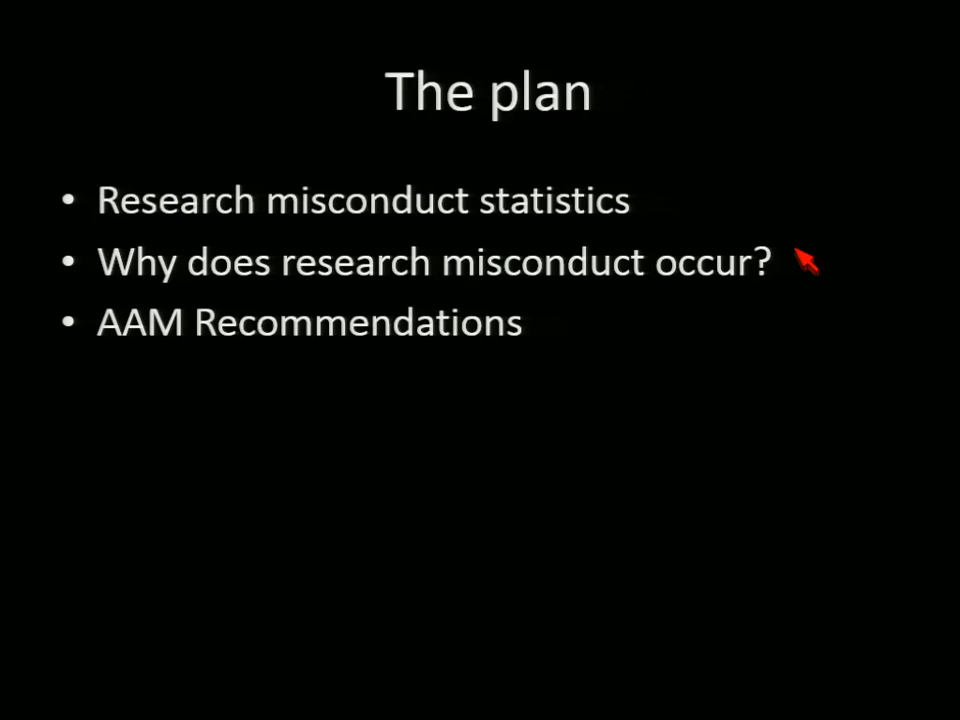 The plan
• Research misconduct statistics
• Why does research misconduct occur?
• AAM Recommendations